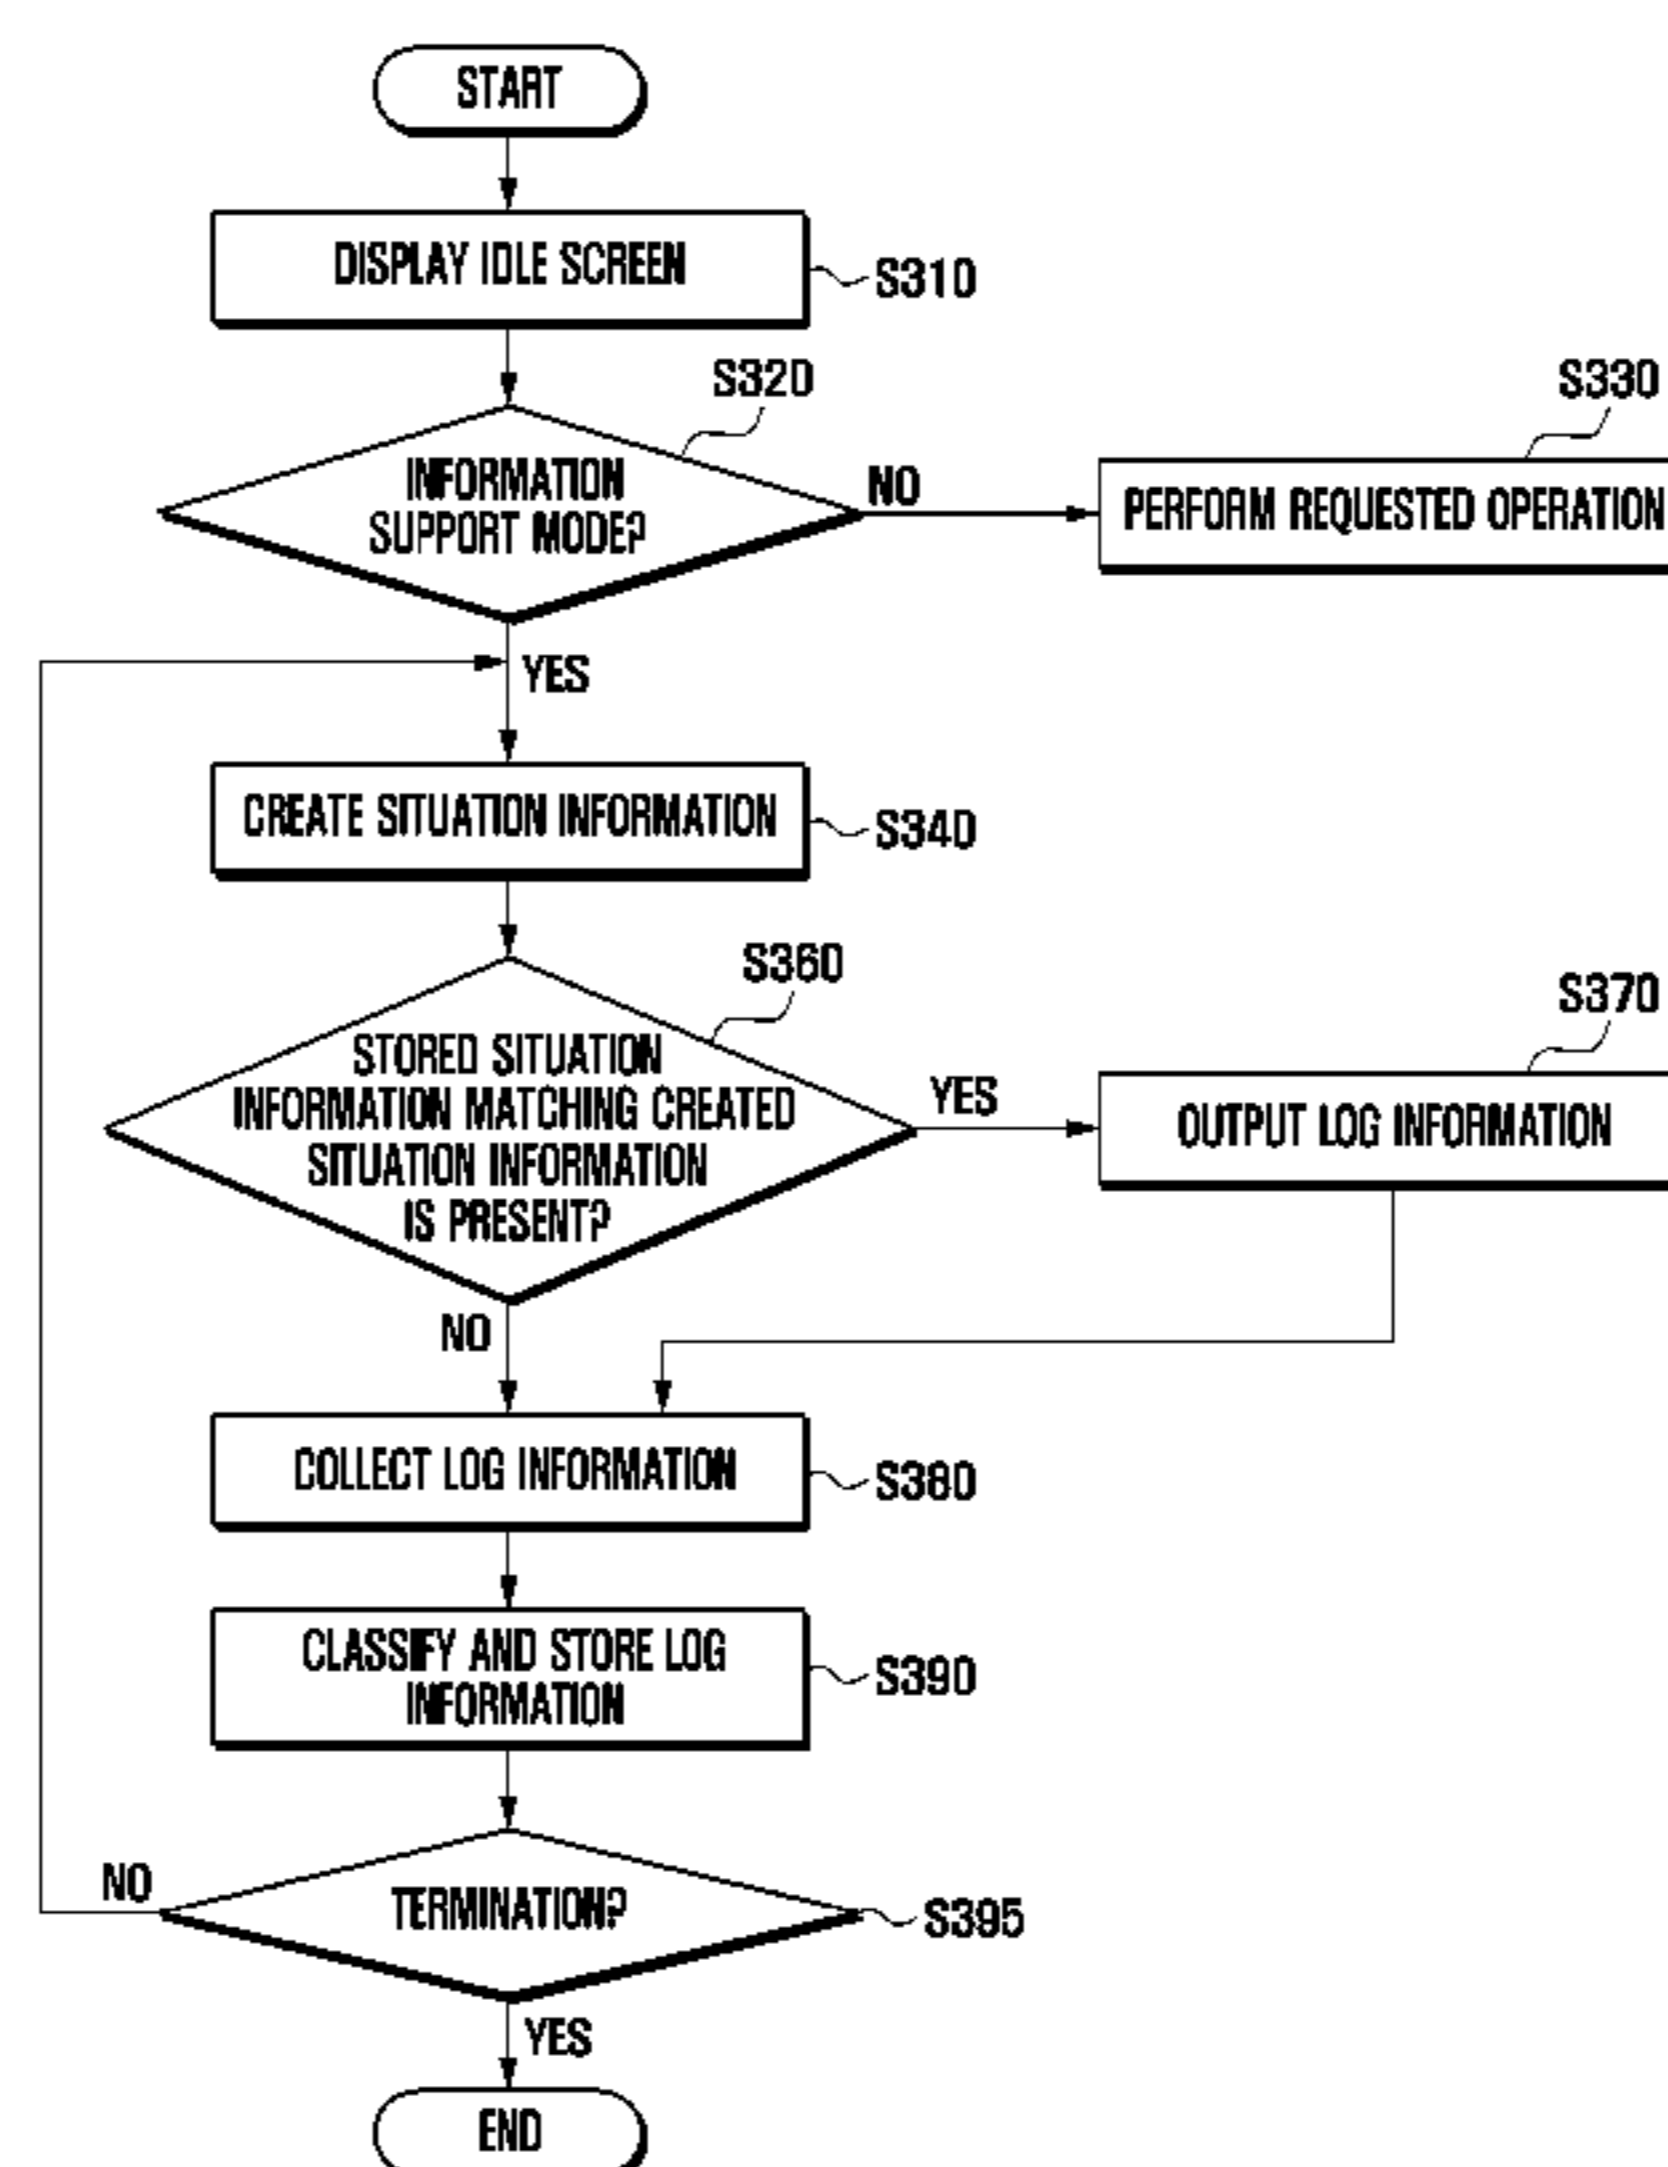 START
DISPLAY IDLE SCREEN
S310
S320
S330
INFORMATION
SUPPORT MODE?
NO
PERFORM REQUESTED OPERATION
YES
CREATE SITUATION INFORMATION
S340
S360
S370
STORED SITUATION
INFORMATION MATCHING CREATED
SITUATION INFORMATION
IS PRESENT?
YES
OUTPUT LOG INFORMATION
NO
COLLECT LOG INFORMATION
S380
CLASSIFY AND STORE LOG
INFORMATION
S390
NO
TERMINATION?
S395
YES
END